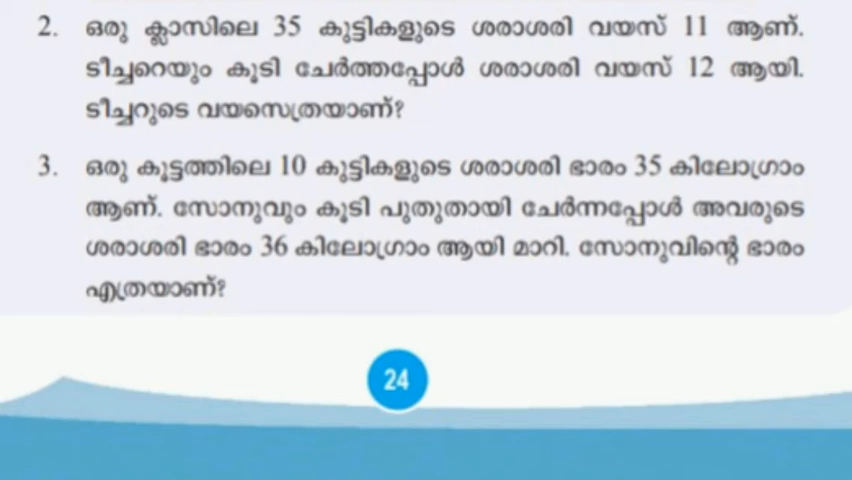 2. ഒരു ക്ലാസിലെ 35 കുട്ടികളുടെ ശരാശരി വയസ് 11 ആണ്.
ടീച്ചറെയും കൂടി ചേർത്തപ്പോൾ ശരാശരി വയസ് 12 ആയി.
ടീച്ചറുടെ വയസെത്രയാണ്?
3. ഒരു കൂട്ടത്തിലെ 10 കുട്ടികളുടെ ശരാശരി ഭാരം 35 കിലോഗ്രാം
ആണ്. സോനുവും കൂടി പുതുതായി ചേർന്നപ്പോൾ അവരുടെ
ശരാശരി ഭാരം 36 കിലോഗ്രാം ആയി മാറി. സോനുവിന്റെ ഭാരം
എത്രയാണ്?
24